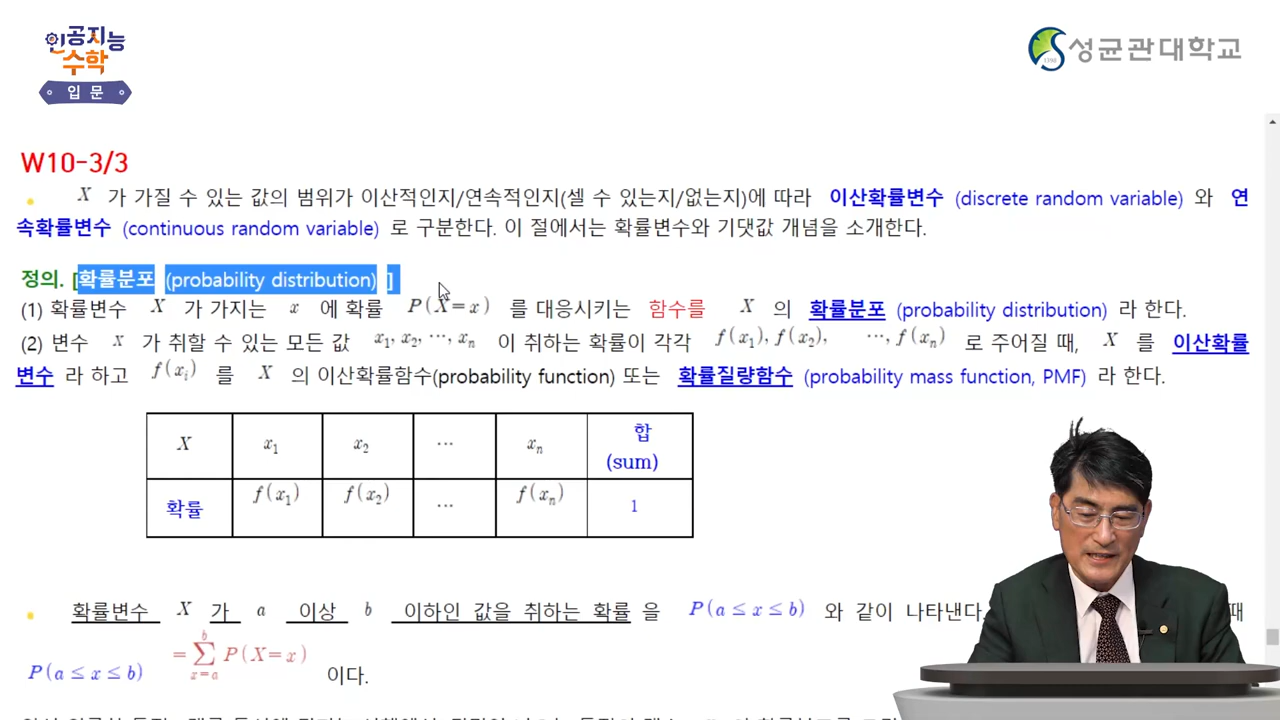 인공지능
수학
입문
성균관대학교
W10-3/3
X 가 가질 수 있는 값의 범위가 이산적인지/연속적인지(셀 수 있는지/없는지)에 따라 이산확률변수 (discrete random variable) 와 연
속확률변수 (continuous random variable) 로 구분한다. 이 절에서는 확률변수와 기댓값 개념을 소개한다.
정의. [확률분포 (probability distribution) ]
(1) 확률변수 X 가 가지는 x 에 확률 P(X=x) 를 대응시키는 함수를 X 의 확률분포 (probability distribution) 라 한다.
(2) 변수 x 가 취할 수 있는 모든 값 x₁, x₂, ⋯, xₙ 이 취하는 확률이 각각 f(x₁), f(x₂), ⋯, f(xₙ) 로 주어질 때, X 를 이산확률
변수 라 하고 f(xᵢ) 를 X 의 이산확률함수(probability function) 또는 확률질량함수 (probability mass function, PMF) 라 한다.
X x₁ x₂ ⋯ xₙ 합 (sum)
확률 f(x₁) f(x₂) ⋯ f(xₙ) 1
확률변수 X 가 a 이상 b 이하인 값을 취하는 확률 을 P(a ≤ x ≤ b) 와 같이 나타낸다. 때
P(a ≤ x ≤ b) = ∑_{x=a}^{b} P(X=x) 이다.